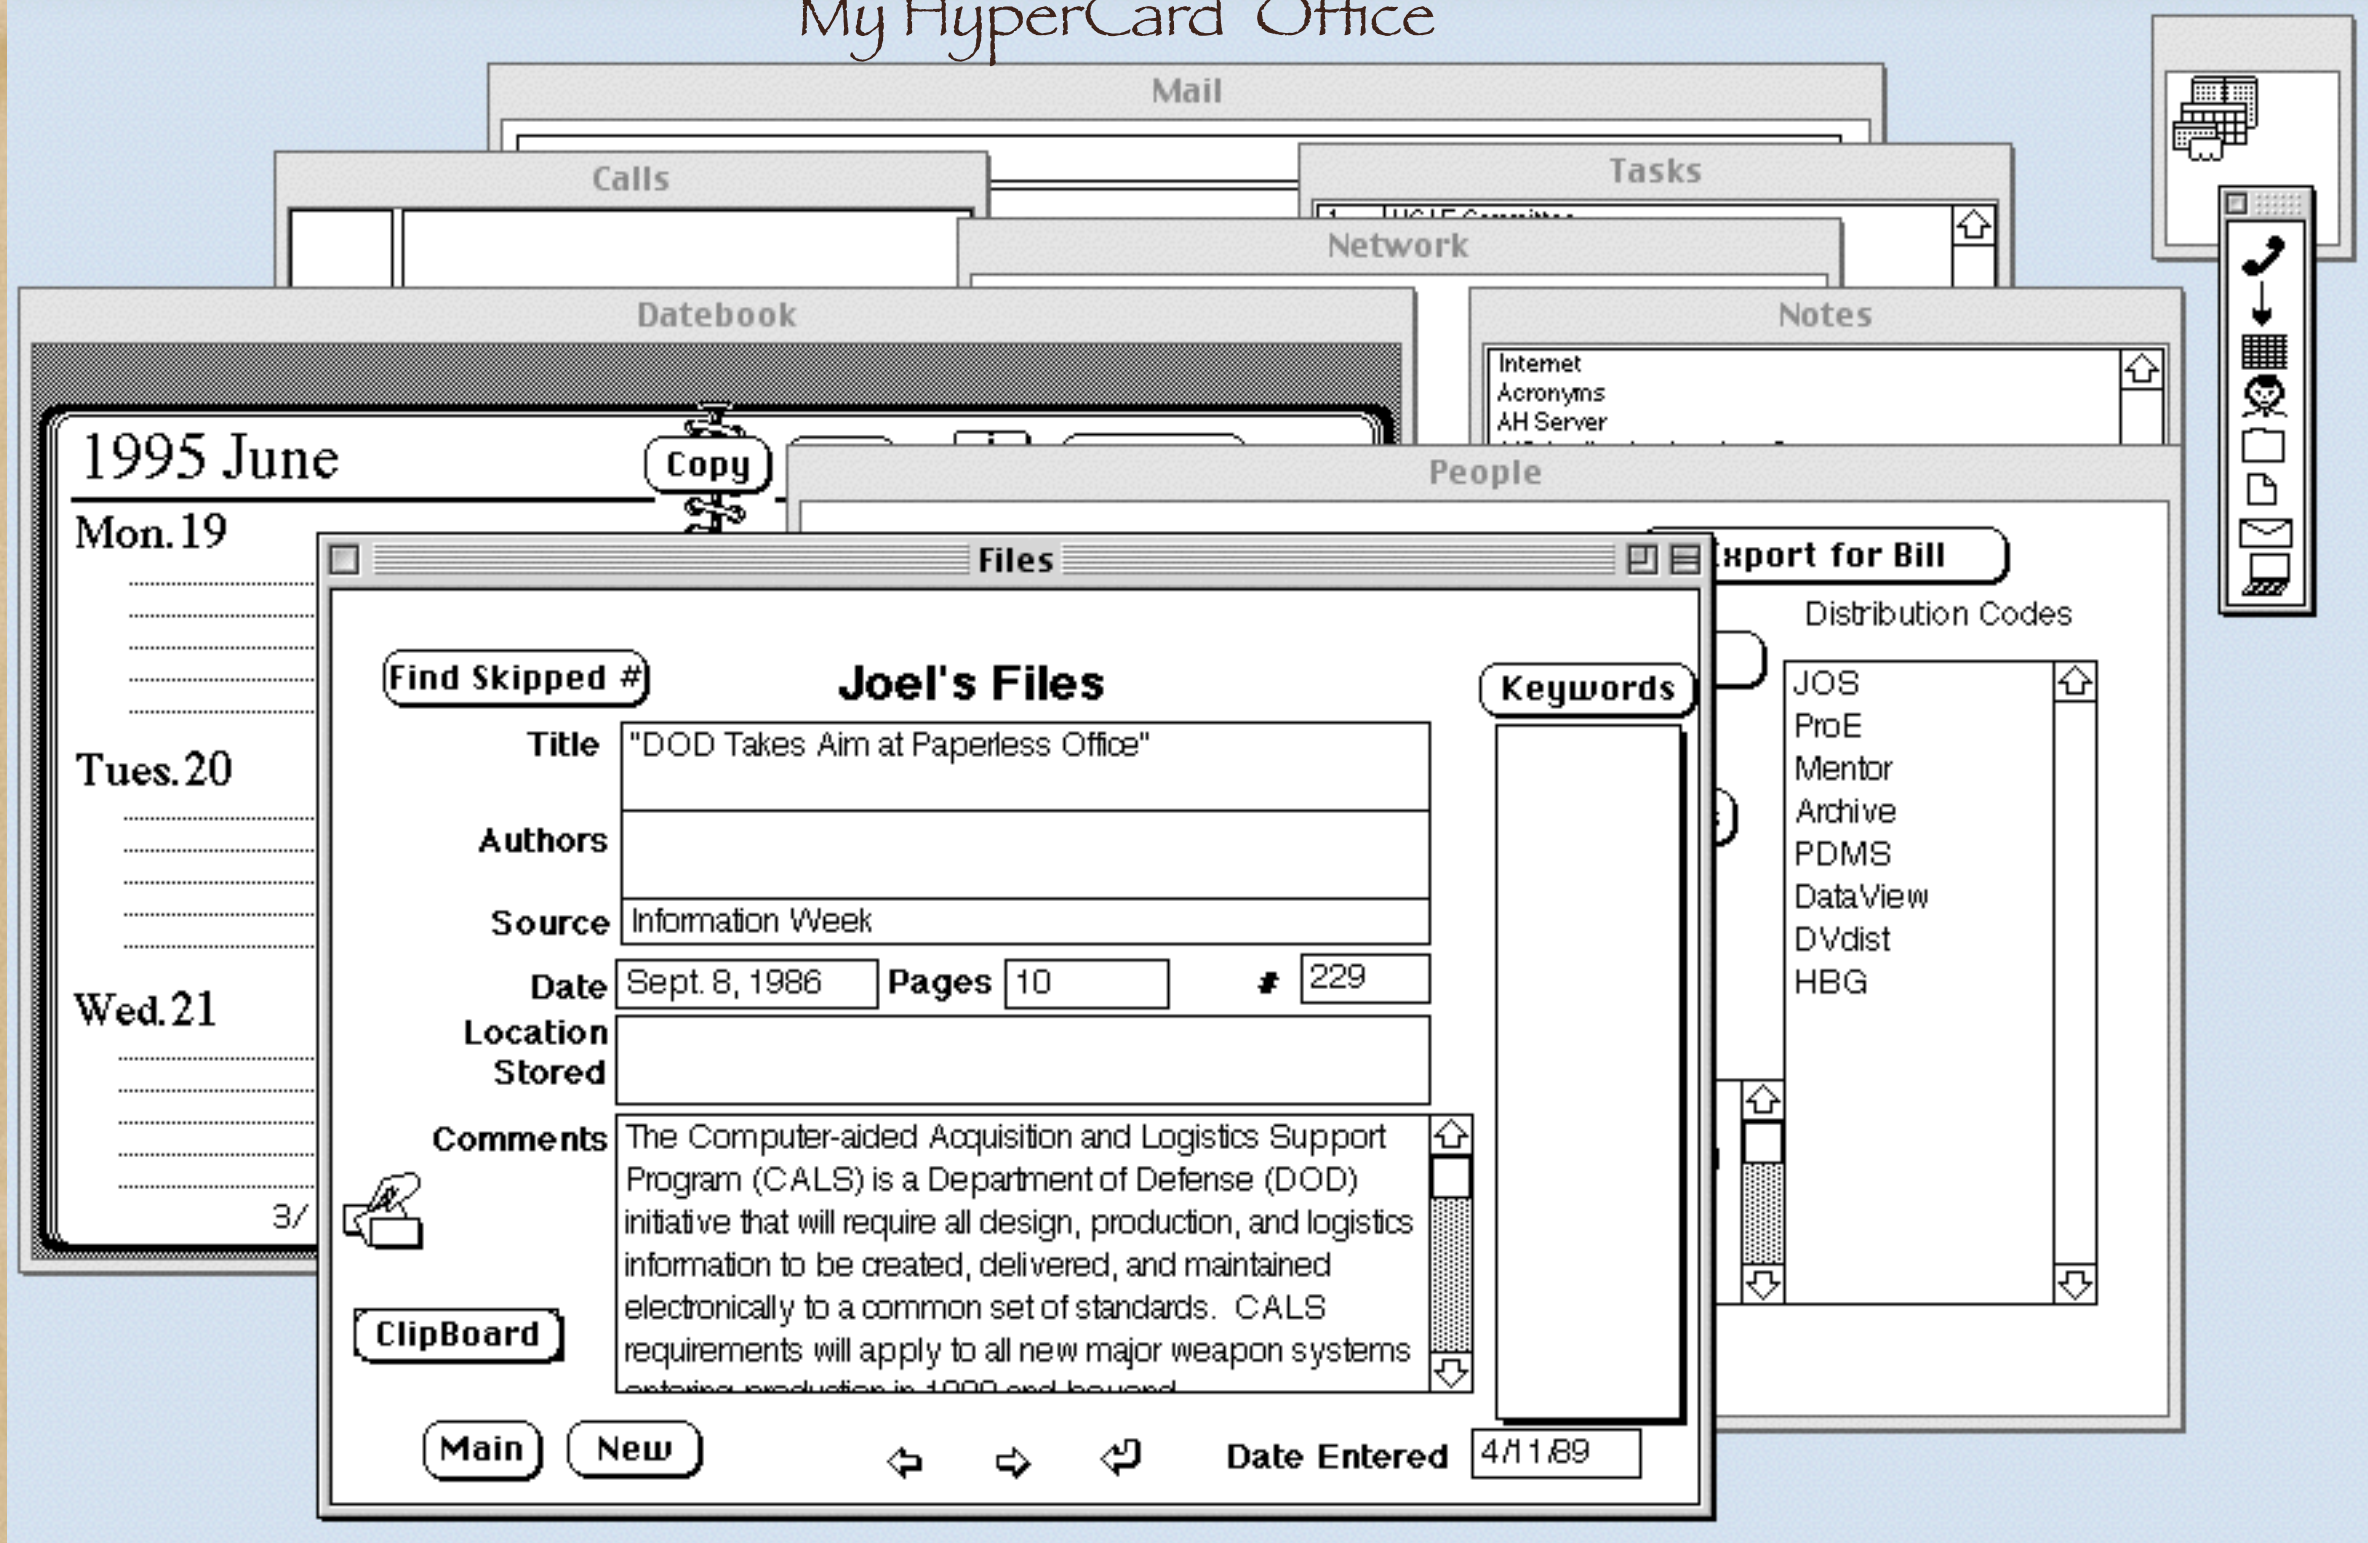 My HyperCard Office
Mail
Calls
Tasks
Network
Datebook
Notes
Internet
Acronyms
AH Server
1995 June
Copy
People
Mon.19
Tues.20
Wed.21
3/
Export for Bill
Distribution Codes
JOS
ProE
Mentor
Archive
PDMS
DataView
DVdist
HBG
Files
Find Skipped #
Joel's Files
Keywords
Title "DOD Takes Aim at Paperless Office"
Authors
Source Information Week
Date Sept. 8, 1986 Pages 10 # 229
Location
Stored
Comments The Computer-aided Acquisition and Logistics Support
Program (CALS) is a Department of Defense (DOD)
initiative that will require all design, production, and logistics
information to be created, delivered, and maintained
electronically to a common set of standards.  CALS
requirements will apply to all new major weapon systems
ClipBoard
Main New Date Entered 4/11/89